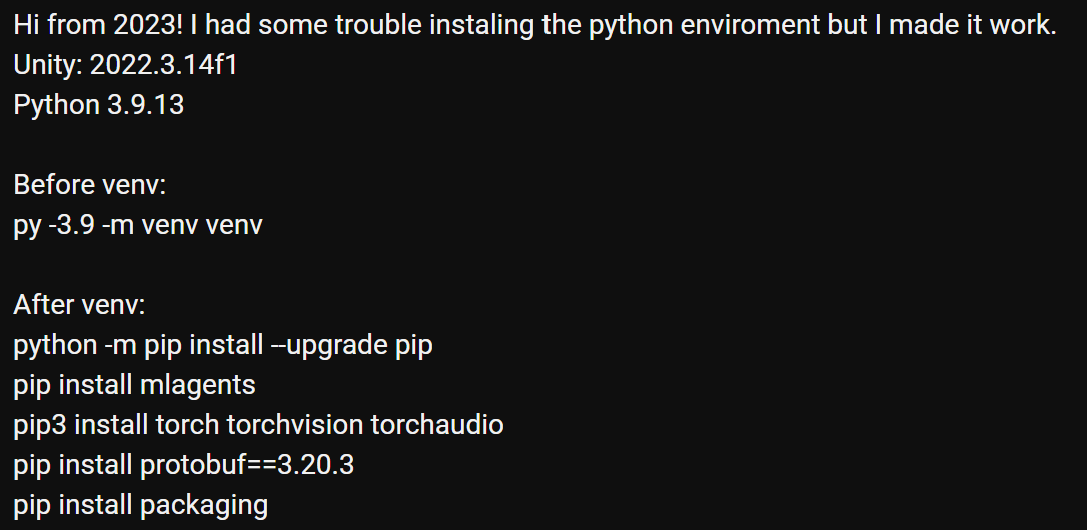 Hi from 2023! I had some trouble instaling the python enviroment but I made it work.
Unity: 2022.3.14f1
Python 3.9.13
Before venv:
py -3.9 -m venv venv
After venv:
python -m pip install --upgrade pip
pip install mlagents
pip3 install torch torchvision torchaudio
pip install protobuf==3.20.3
pip install packaging